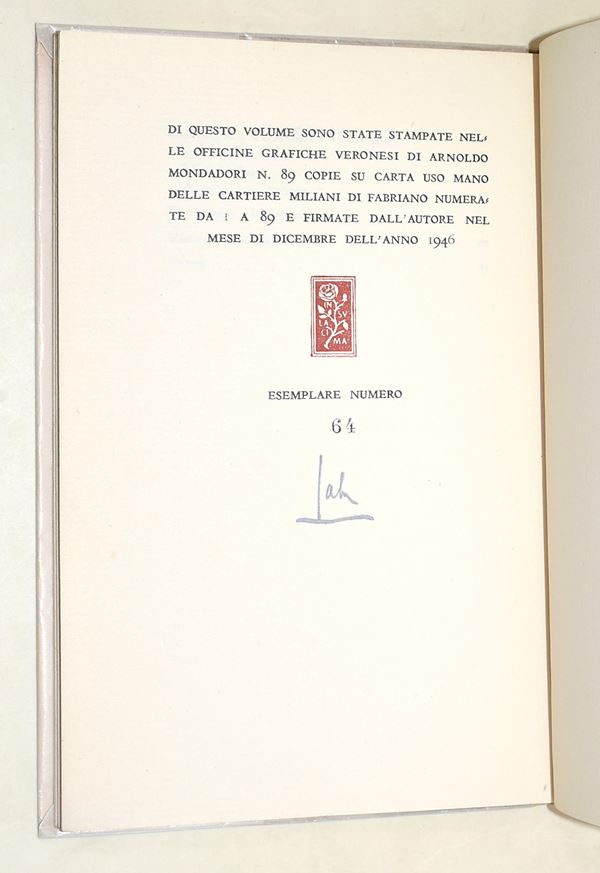 DI QUESTO VOLUME SONO STATE STAMPATE NEL-
LE OFFICINE GRAFICHE VERONESI DI ARNOLDO
MONDADORI N. 89 COPIE SU CARTA USO MANO
DELLE CARTIERE MILIANI DI FABRIANO NUMERA-
TE DA 1 A 89 E FIRMATE DALL'AUTORE NEL
MESE DI DICEMBRE DELL'ANNO 1946
IN SV
LA CI
MA
ESEMPLARE NUMERO
64